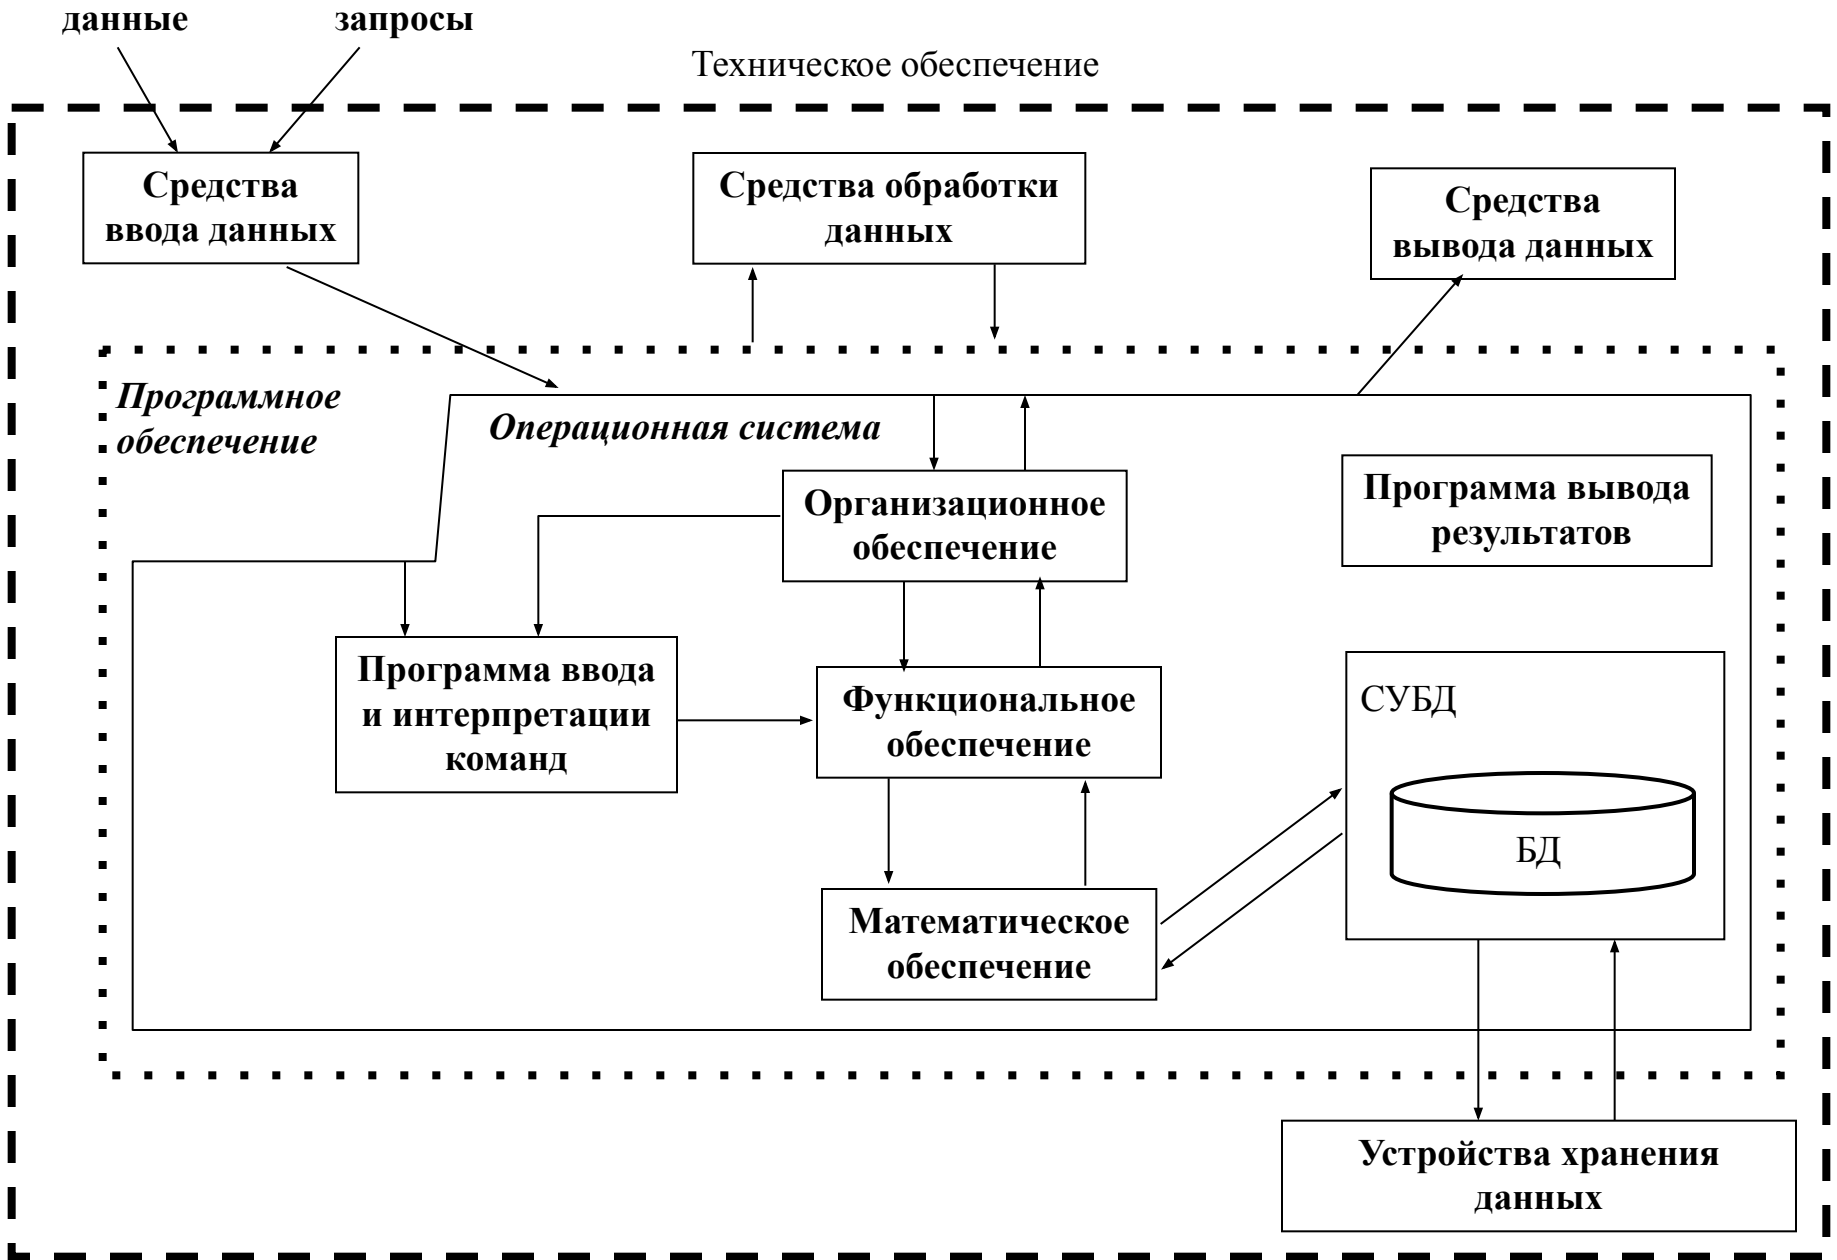 данные
запросы
Техническое обеспечение
Средства
ввода данных
Средства обработки
данных
Средства
вывода данных
Программное
обеспечение
Операционная система
Организационное
обеспечение
Программа вывода
результатов
Программа ввода
и интерпретации
команд
Функциональное
обеспечение
СУБД
БД
Математическое
обеспечение
Устройства хранения
данных